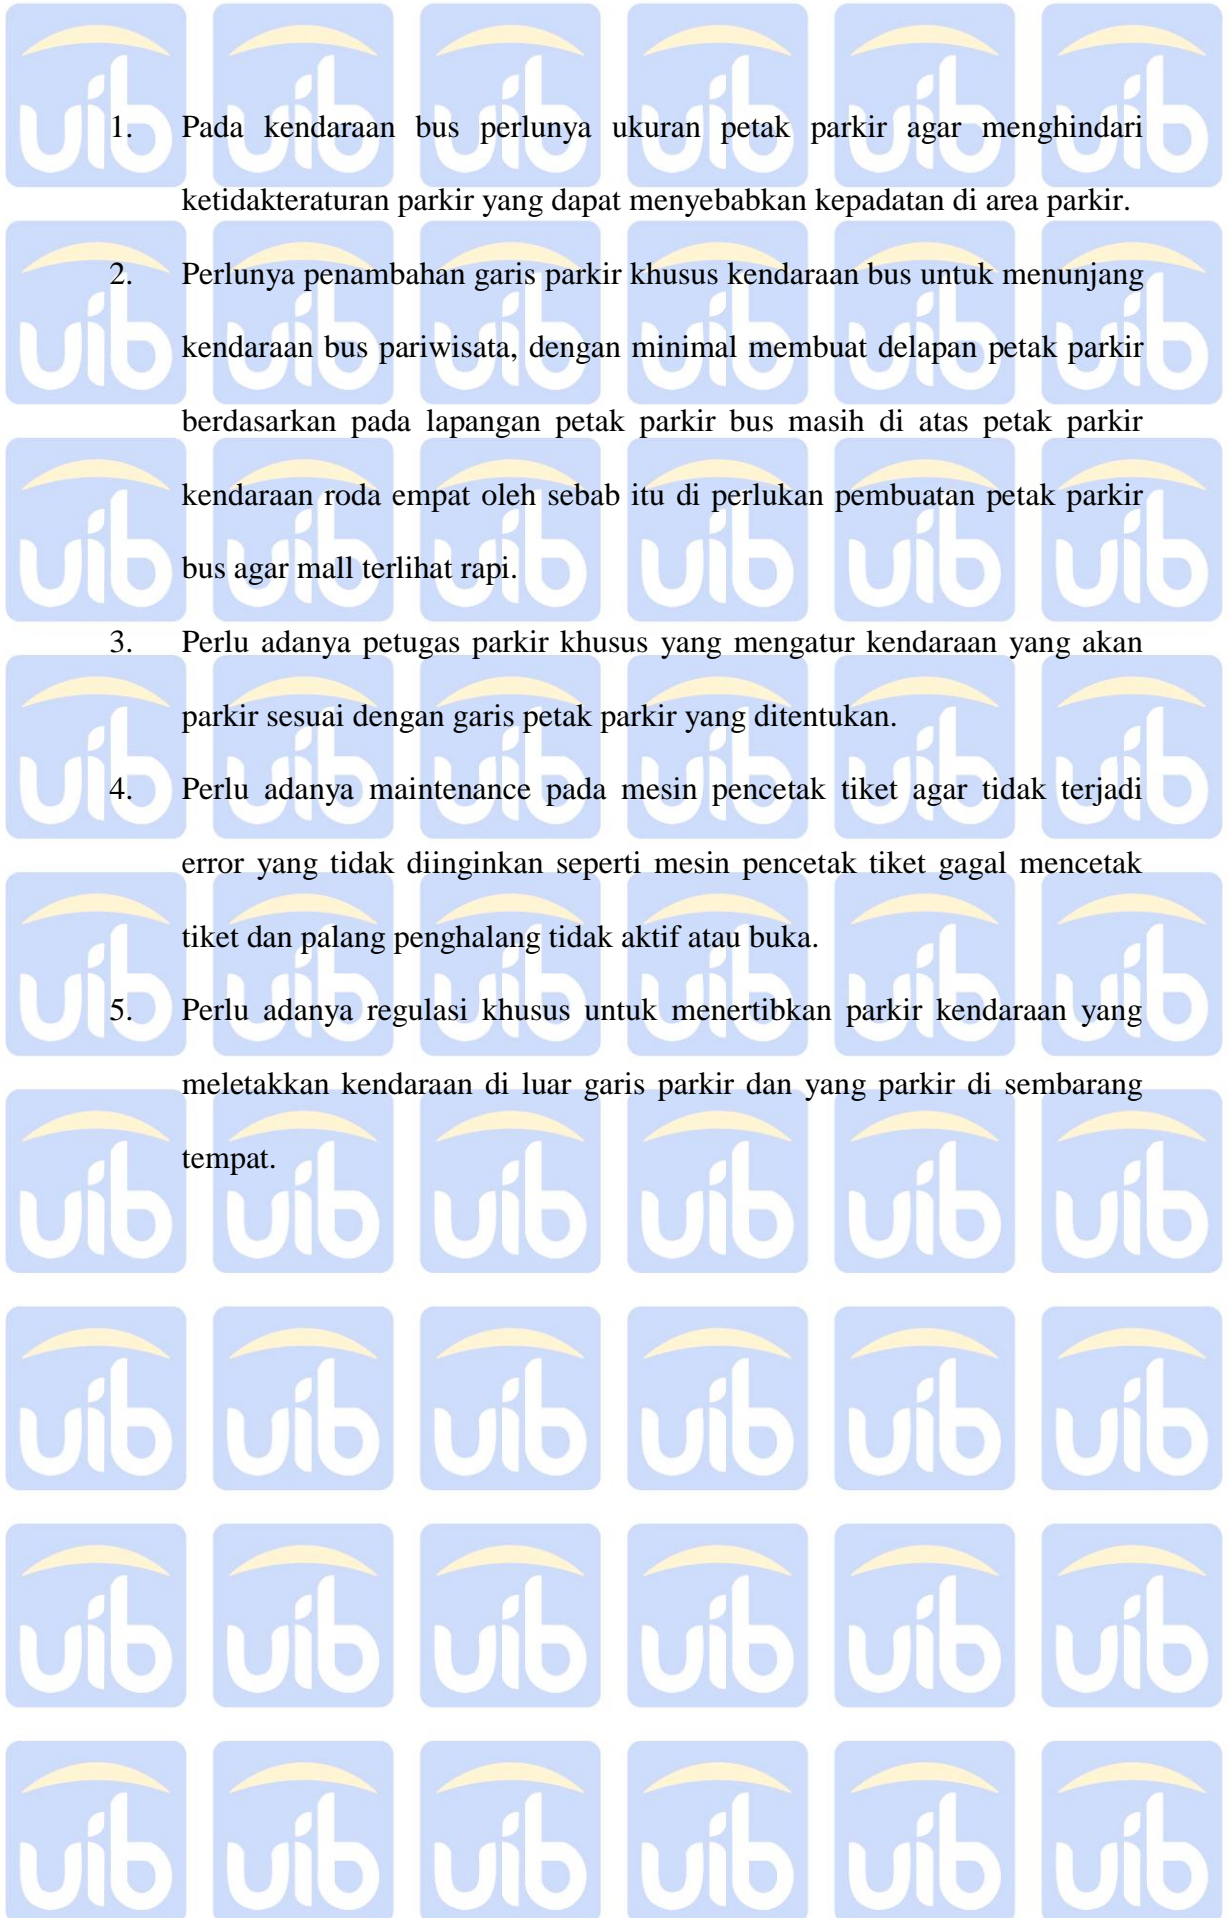 1. Pada kendaraan bus perlunya ukuran petak parkir agar menghindari
ketidakteraturan parkir yang dapat menyebabkan kepadatan di area parkir.
2. Perlunya penambahan garis parkir khusus kendaraan bus untuk menunjang
kendaraan bus pariwisata, dengan minimal membuat delapan petak parkir
berdasarkan pada lapangan petak parkir bus masih di atas petak parkir
kendaraan roda empat oleh sebab itu di perlukan pembuatan petak parkir
bus agar mall terlihat rapi.
3. Perlu adanya petugas parkir khusus yang mengatur kendaraan yang akan
parkir sesuai dengan garis petak parkir yang ditentukan.
4. Perlu adanya maintenance pada mesin pencetak tiket agar tidak terjadi
error yang tidak diinginkan seperti mesin pencetak tiket gagal mencetak
tiket dan palang penghalang tidak aktif atau buka.
5. Perlu adanya regulasi khusus untuk menertibkan parkir kendaraan yang
meletakkan kendaraan di luar garis parkir dan yang parkir di sembarang
tempat.